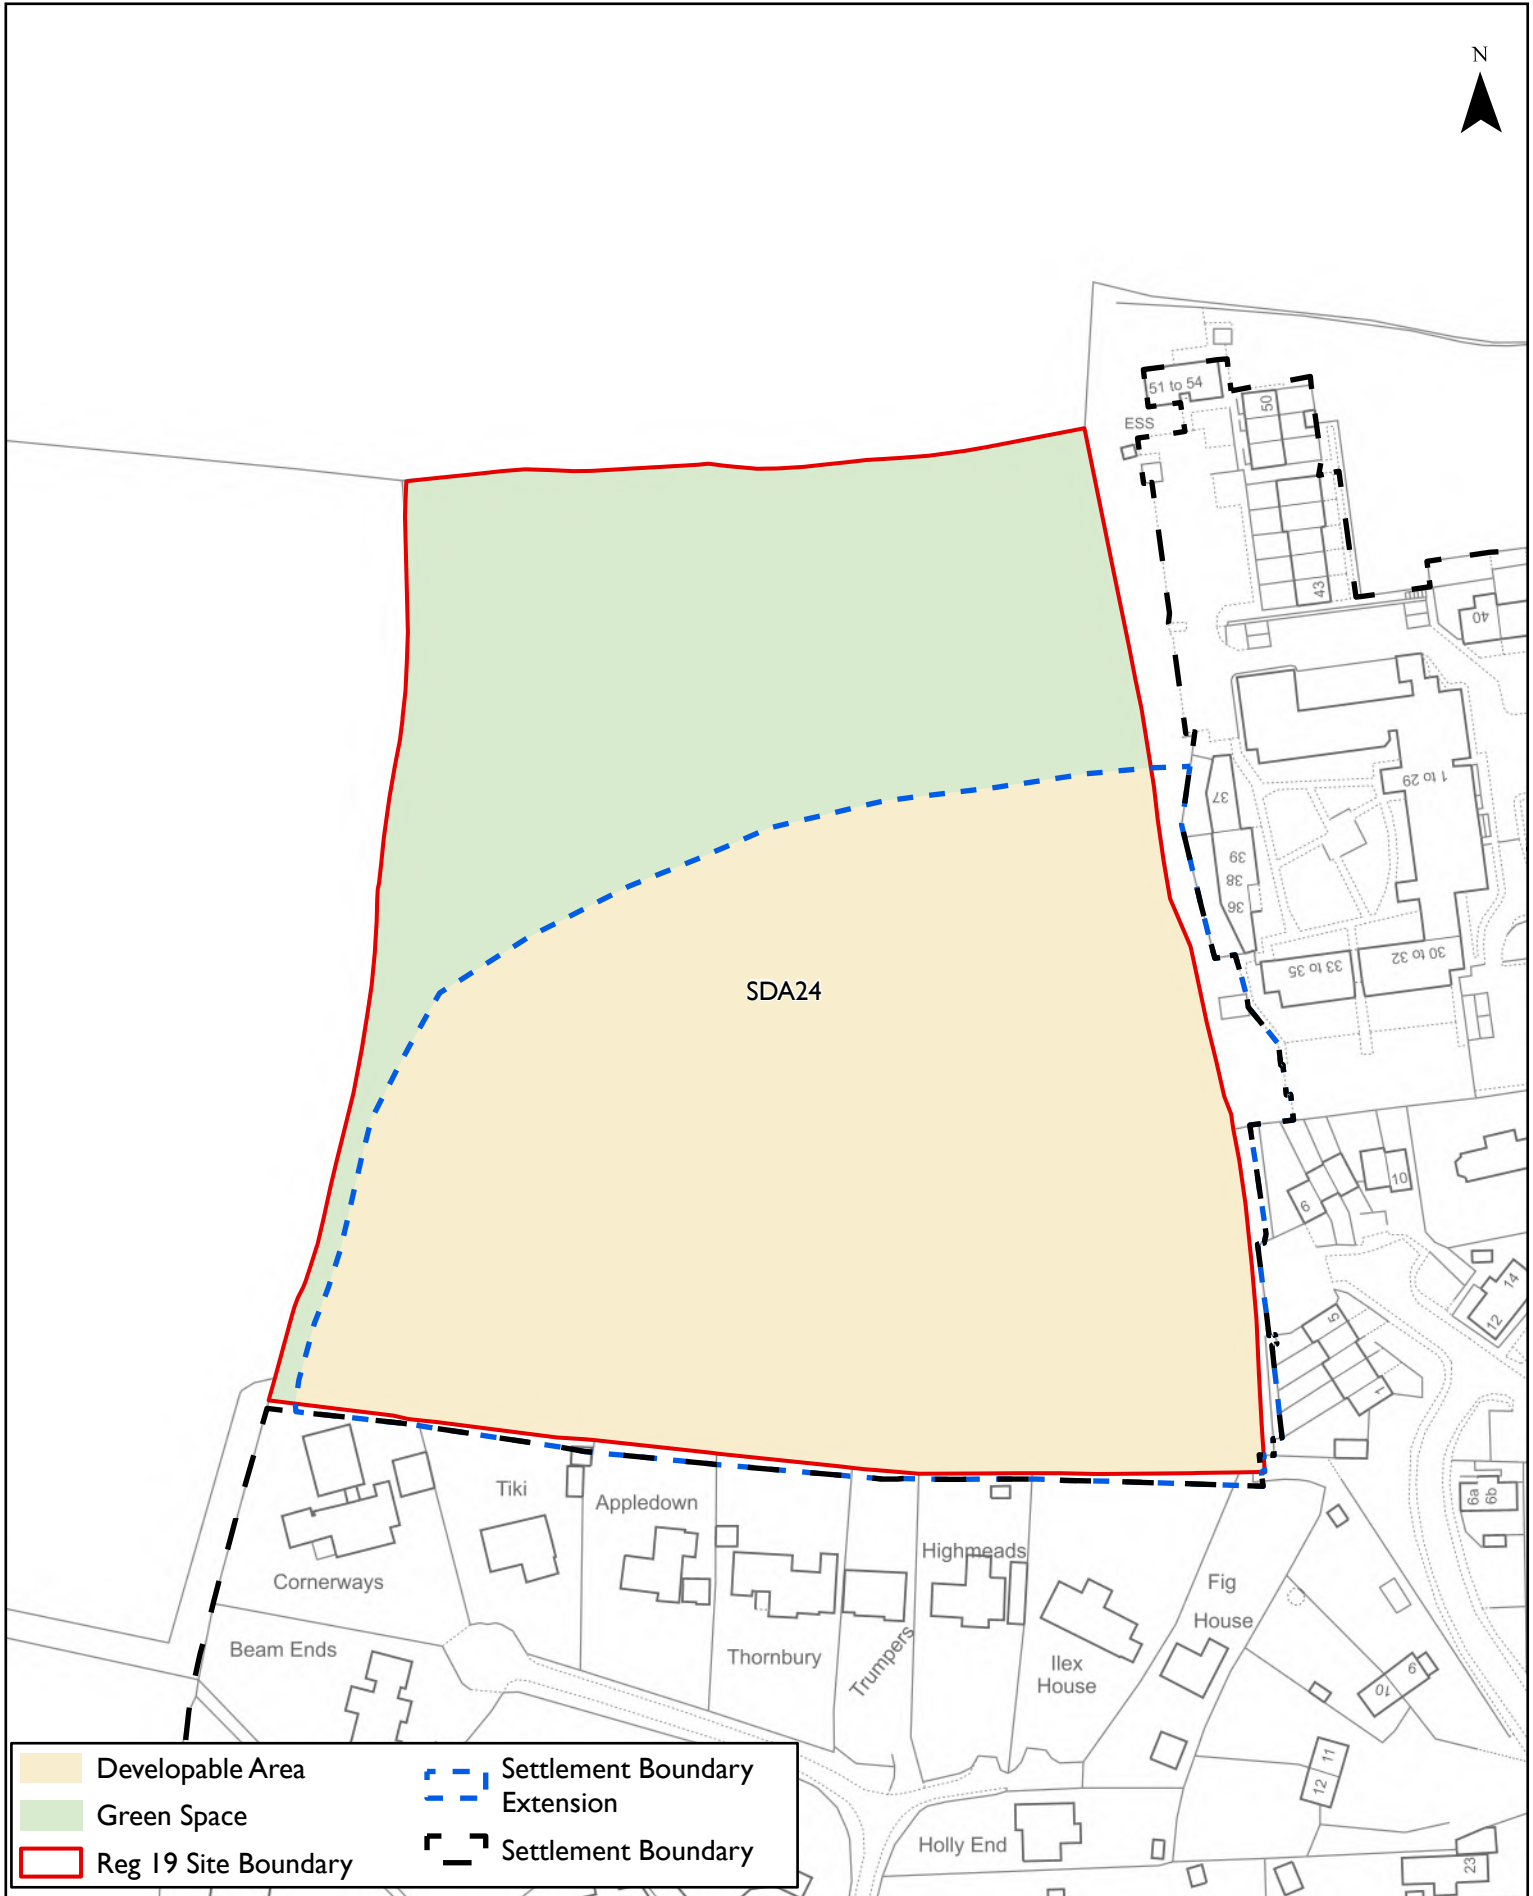 N
51 to 54
50
ESS
43
40
37
1 to 29
39
38
36
33 to 35
30 to 32
SDA24
10
6
14
12
5
1
Tiki
Appledown
6a
6b
Cornerways
Highmeads
Fig
House
Beam Ends
Thornbury
Trumpers
Ilex
House
9
10
11
12
Developable Area
Green Space
Reg 19 Site Boundary
Settlement Boundary
Extension
Settlement Boundary
Holly End
23